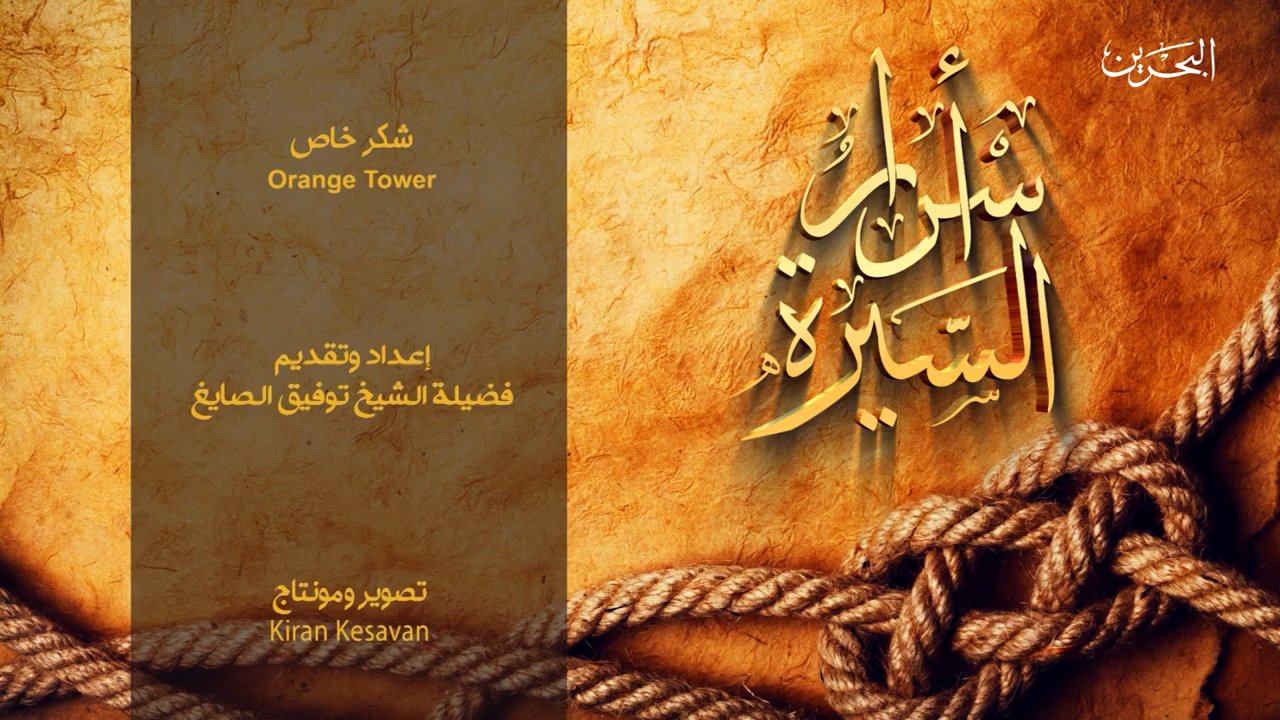 البحرين
أسرار
السيرة
شكر خاص
Orange Tower
إعداد وتقديم
فضيلة الشيخ توفيق الصايغ
تصوير ومونتاج
Kiran Kesavan